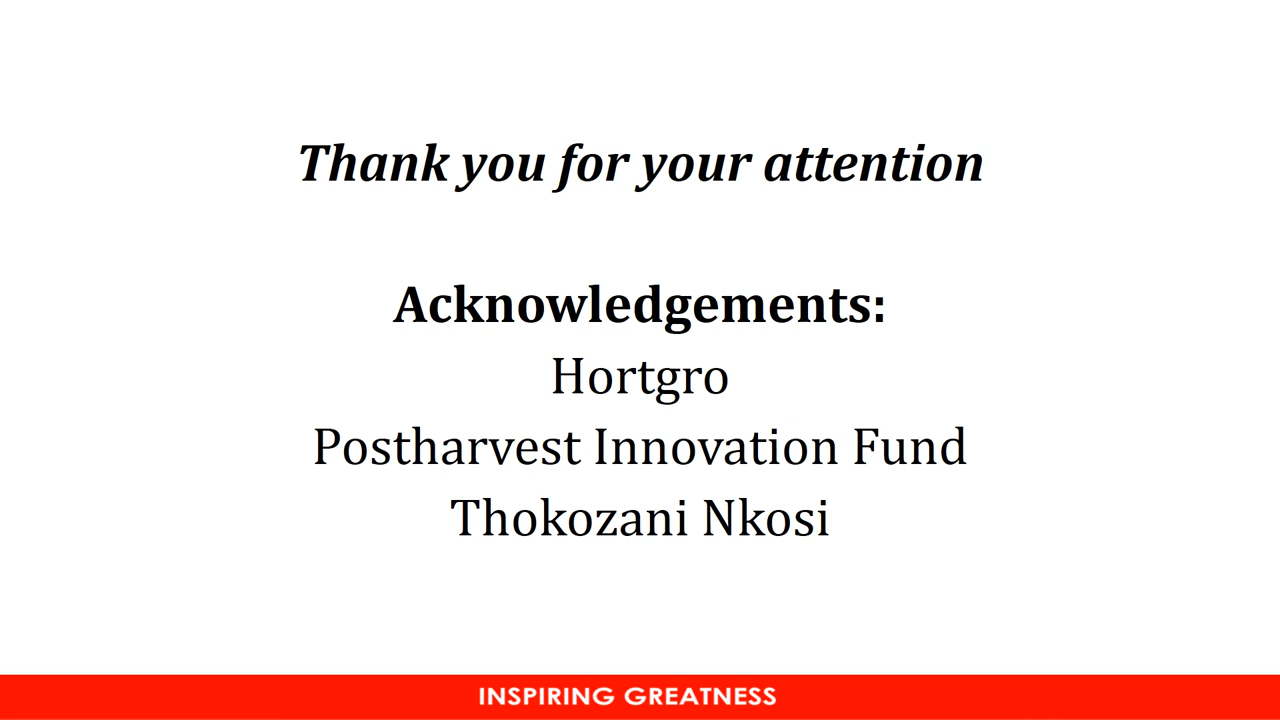 Thank you for your attention
Acknowledgements:
Hortgro
Postharvest Innovation Fund
Thokozani Nkosi
INSPIRING GREATNESS